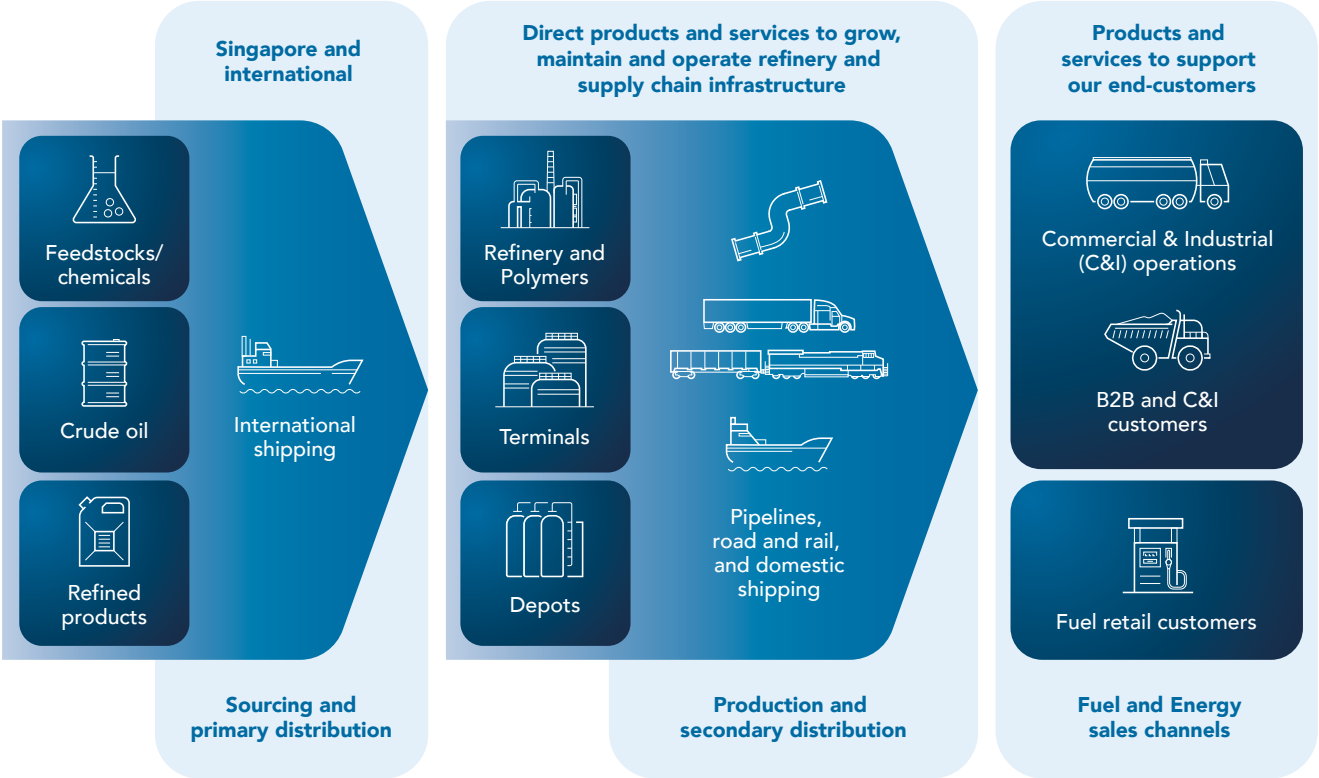 Singapore and
international
Feedstocks/
chemicals
Crude oil
Refined
products
International
shipping
Sourcing and
primary distribution
Direct products and services to grow,
maintain and operate refinery and
supply chain infrastructure
Refinery and
Polymers
Terminals
Depots
Pipelines,
road and rail,
and domestic
shipping
Production and
secondary distribution
Products and
services to support
our end-customers
Commercial & Industrial
(C&I) operations
B2B and C&I
customers
Fuel retail customers
Fuel and Energy
sales channels